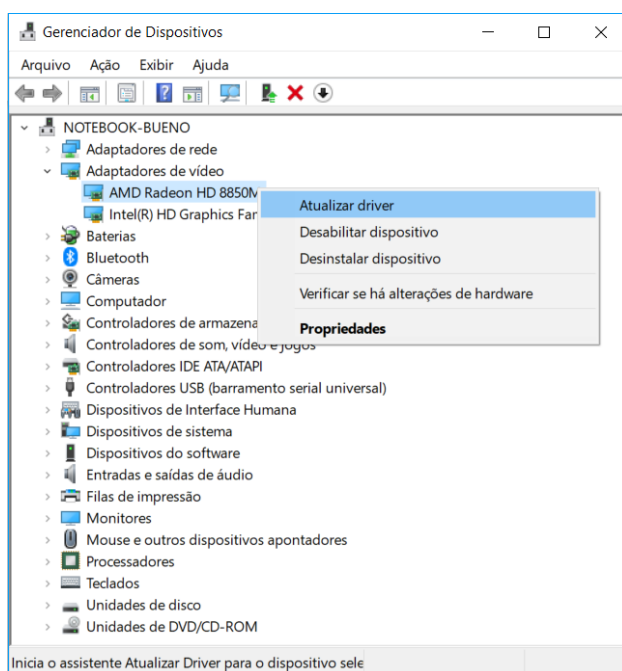 Gerenciador de Dispositivos
Arquivo Ação Exibir Ajuda
NOTEBOOK-BUENO
Adaptadores de rede
Adaptadores de vídeo
AMD Radeon HD 8850M
Intel(R) HD Graphics Far
Atualizar driver
Desabilitar dispositivo
Desinstalar dispositivo
Verificar se há alterações de hardware
Propriedades
Baterias
Bluetooth
Câmeras
Computador
Controladores de armazena
Controladores de som, vídeo e jogos
Controladores IDE ATA/ATAPI
Controladores USB (barramento serial universal)
Dispositivos de Interface Humana
Dispositivos de sistema
Dispositivos do software
Entradas e saídas de áudio
Filas de impressão
Monitores
Mouse e outros dispositivos apontadores
Processadores
Teclados
Unidades de disco
Unidades de DVD/CD-ROM
Inicia o assistente Atualizar Driver para o dispositivo sele